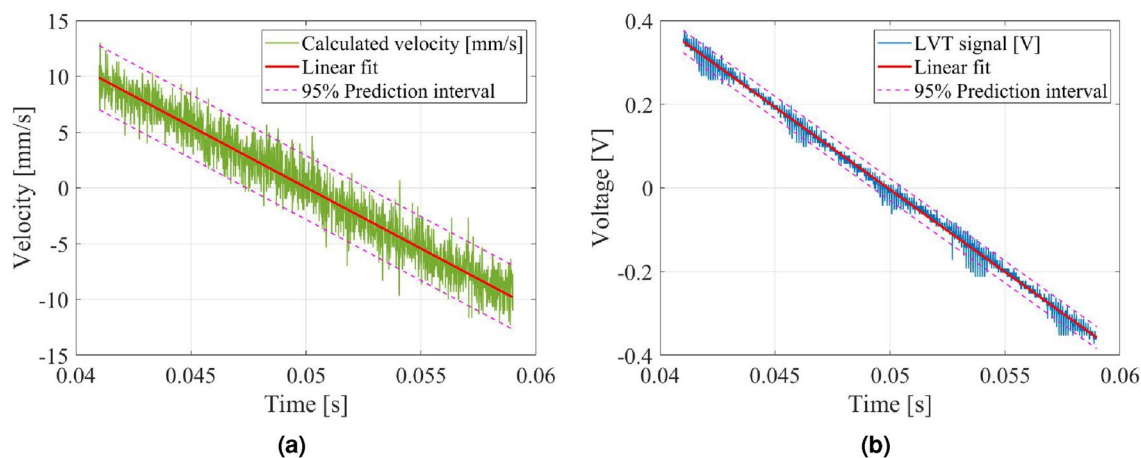 15
10
5
0
-5
-10
-15
Velocity [mm/s]
Calculated velocity [mm/s]
Linear fit
95% Prediction interval
0.04
0.045
0.05
0.055
0.06
Time [s]
(a)
0.4
0.2
0
-0.2
-0.4
Voltage [V]
LVT signal [V]
Linear fit
95% Prediction interval
0.04
0.045
0.05
0.055
0.06
Time [s]
(b)